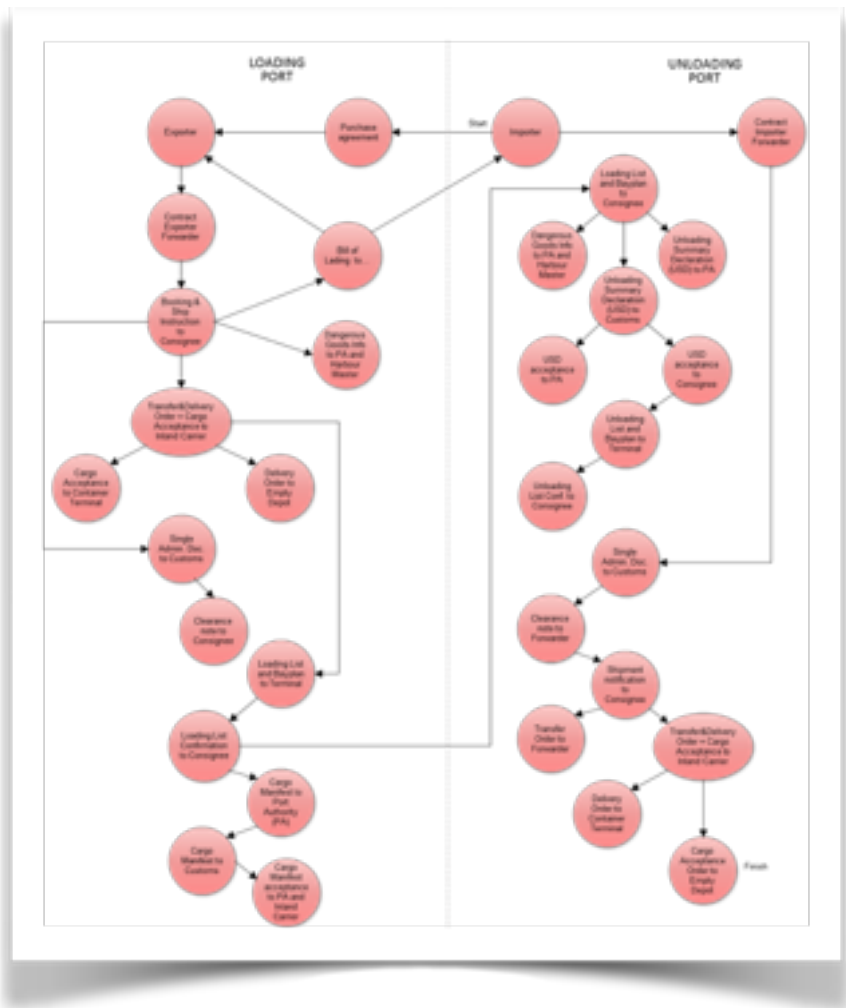 LOADING
PORT
UNLOADING
PORT
Exporter
Purchase
agreement
Start
Importer
Contract
Importer
Forwarder
Contract
Exporter
Forwarder
Bill of
Lading to...
Loading List
and Bayplan
to
Consignee
Dangerous
Goods Info
to PA and
Harbour
Master
Unloading
Summary
Declaration
(USD) to PA
Booking &
Ship
Instruction
to
Consignee
Dangerous
Goods Info
to PA and
Harbour
Master
Unloading
Summary
Declaration
(USD) to
Customs
USD
acceptance
to PA
USD
acceptance
to
Consignee
Transfer&Delivery
Order + Cargo
Acceptance to
Inland Carrier
Unloading
List and
Bayplan to
Terminal
Cargo
Acceptance
to Container
Terminal
Delivery
Order to
Empty
Depot
Unloading
List Conf. to
Consignee
Single
Admin. Doc.
to Customs
Single
Admin. Doc.
to Customs
Clearance
note to
Consignee
Clearance
note to
Forwarder
Loading List
and Bayplan
to Terminal
Shipment
notification
to
Consignee
Loading List
Confirmation
to Consignee
Transfer
Order to
Forwarder
Transfer&Delivery
Order + Cargo
Acceptance to
Inland Carrier
Cargo
Manifest to
Port
Authority
(PA)
Delivery
Order to
Container
Terminal
Cargo
Manifest to
Customs
Cargo
Acceptance
Order to
Empty
Depot
Finish
Cargo
Manifest
acceptance
to PA and
Inland
Carrier